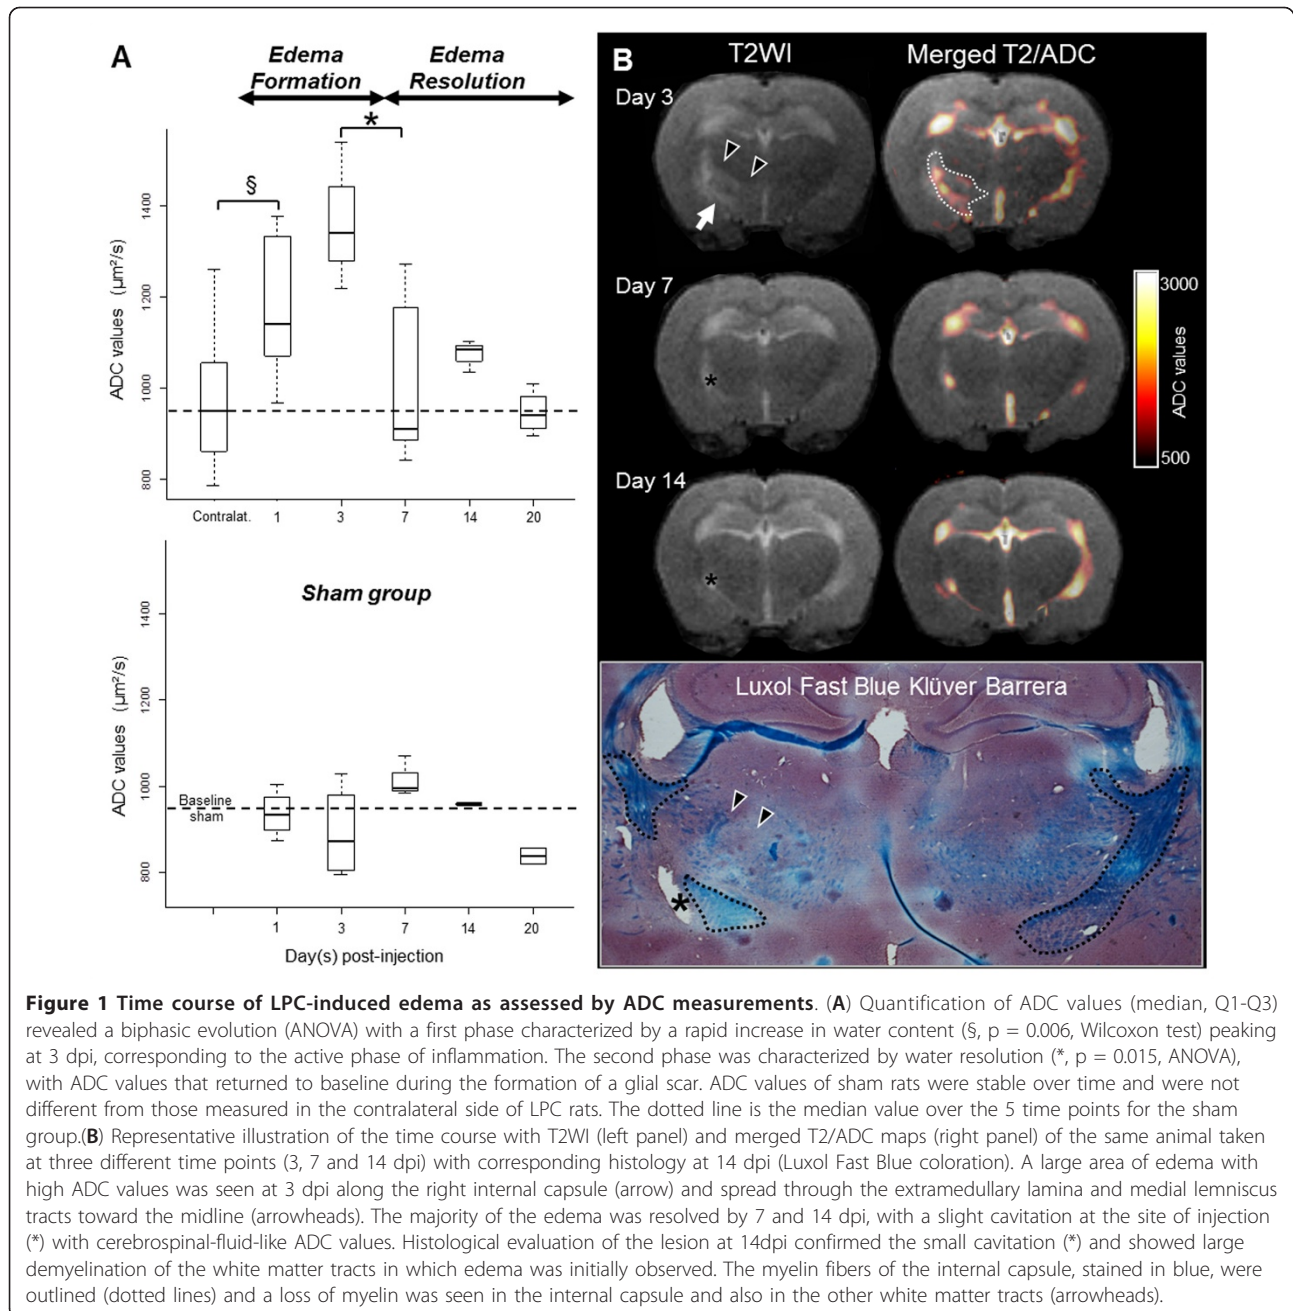 A
Edema
Formation
Edema
Resolution
*
§
ADC values (µm²/s)
1400
1200
1000
800
Contralat.
1
3
7
14
20
Sham group
ADC values (µm²/s)
1400
1200
1000
800
Baseline
sham
1
3
7
14
20
Day(s) post-injection
B
T2WI
Merged T2/ADC
Day 3
Day 7
*
Day 14
*
3000
ADC values
500
Luxol Fast Blue Klüver Barrera
*
Figure 1 Time course of LPC-induced edema as assessed by ADC measurements. (A) Quantification of ADC values (median, Q1-Q3)
revealed a biphasic evolution (ANOVA) with a first phase characterized by a rapid increase in water content (§, p = 0.006, Wilcoxon test) peaking
at 3 dpi, corresponding to the active phase of inflammation. The second phase was characterized by water resolution (*, p = 0.015, ANOVA),
with ADC values that returned to baseline during the formation of a glial scar. ADC values of sham rats were stable over time and were not
different from those measured in the contralateral side of LPC rats. The dotted line is the median value over the 5 time points for the sham
group.(B) Representative illustration of the time course with T2WI (left panel) and merged T2/ADC maps (right panel) of the same animal taken
at three different time points (3, 7 and 14 dpi) with corresponding histology at 14 dpi (Luxol Fast Blue coloration). A large area of edema with
high ADC values was seen at 3 dpi along the right internal capsule (arrow) and spread through the extramedullary lamina and medial lemniscus
tracts toward the midline (arrowheads). The majority of the edema was resolved by 7 and 14 dpi, with a slight cavitation at the site of injection
(*) with cerebrospinal-fluid-like ADC values. Histological evaluation of the lesion at 14dpi confirmed the small cavitation (*) and showed large
demyelination of the white matter tracts in which edema was initially observed. The myelin fibers of the internal capsule, stained in blue, were
outlined (dotted lines) and a loss of myelin was seen in the internal capsule and also in the other white matter tracts (arrowheads).